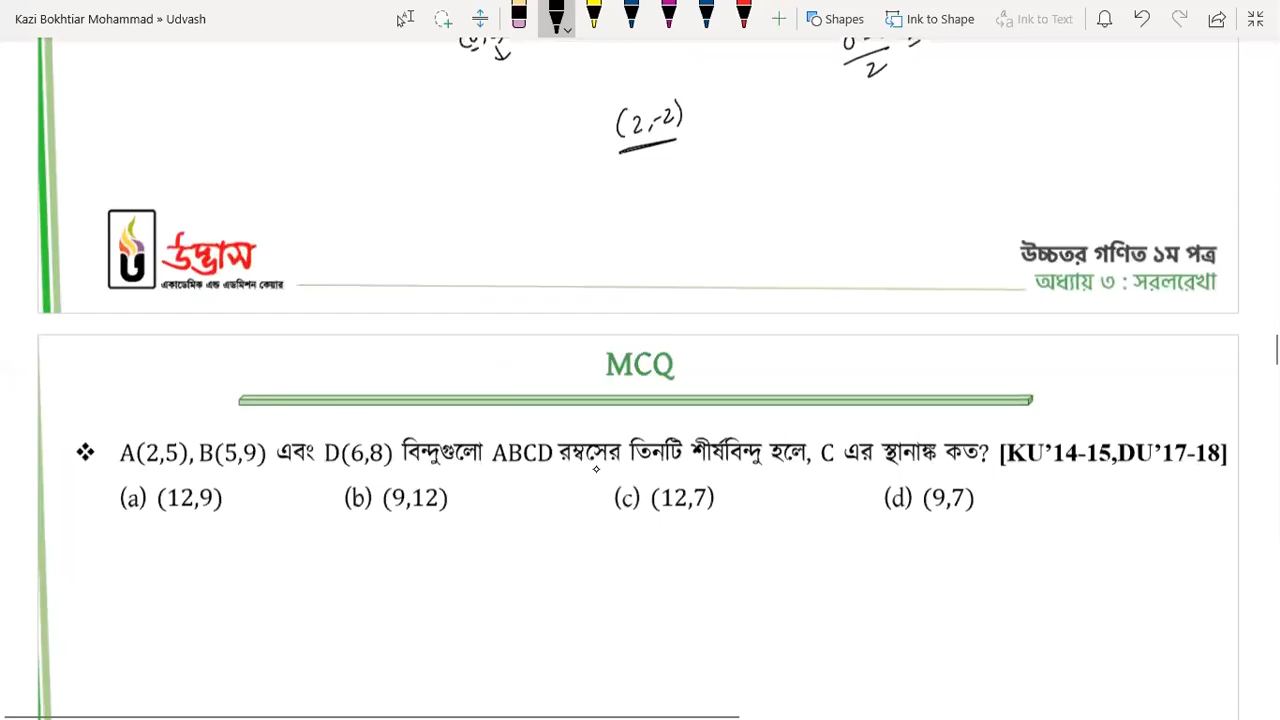 Kazi Bokhtiar Mohammad » Udvash
Shapes
Ink to Shape
Ink to Text
2
(2,-2)
উদ্ভাস
একাডেমিক এন্ড এডমিশন কেয়ার
উচ্চতর গণিত ১ম পত্র
অধ্যায় ৩ : সরলরেখা
MCQ
❖ A(2,5), B(5,9) এবং D(6,8) বিন্দুগুলো ABCD রম্বসের তিনটি শীর্ষবিন্দু হলে, C এর স্থানাঙ্ক কত? [KU’14-15,DU’17-18]
(a) (12,9) (b) (9,12) (c) (12,7) (d) (9,7)